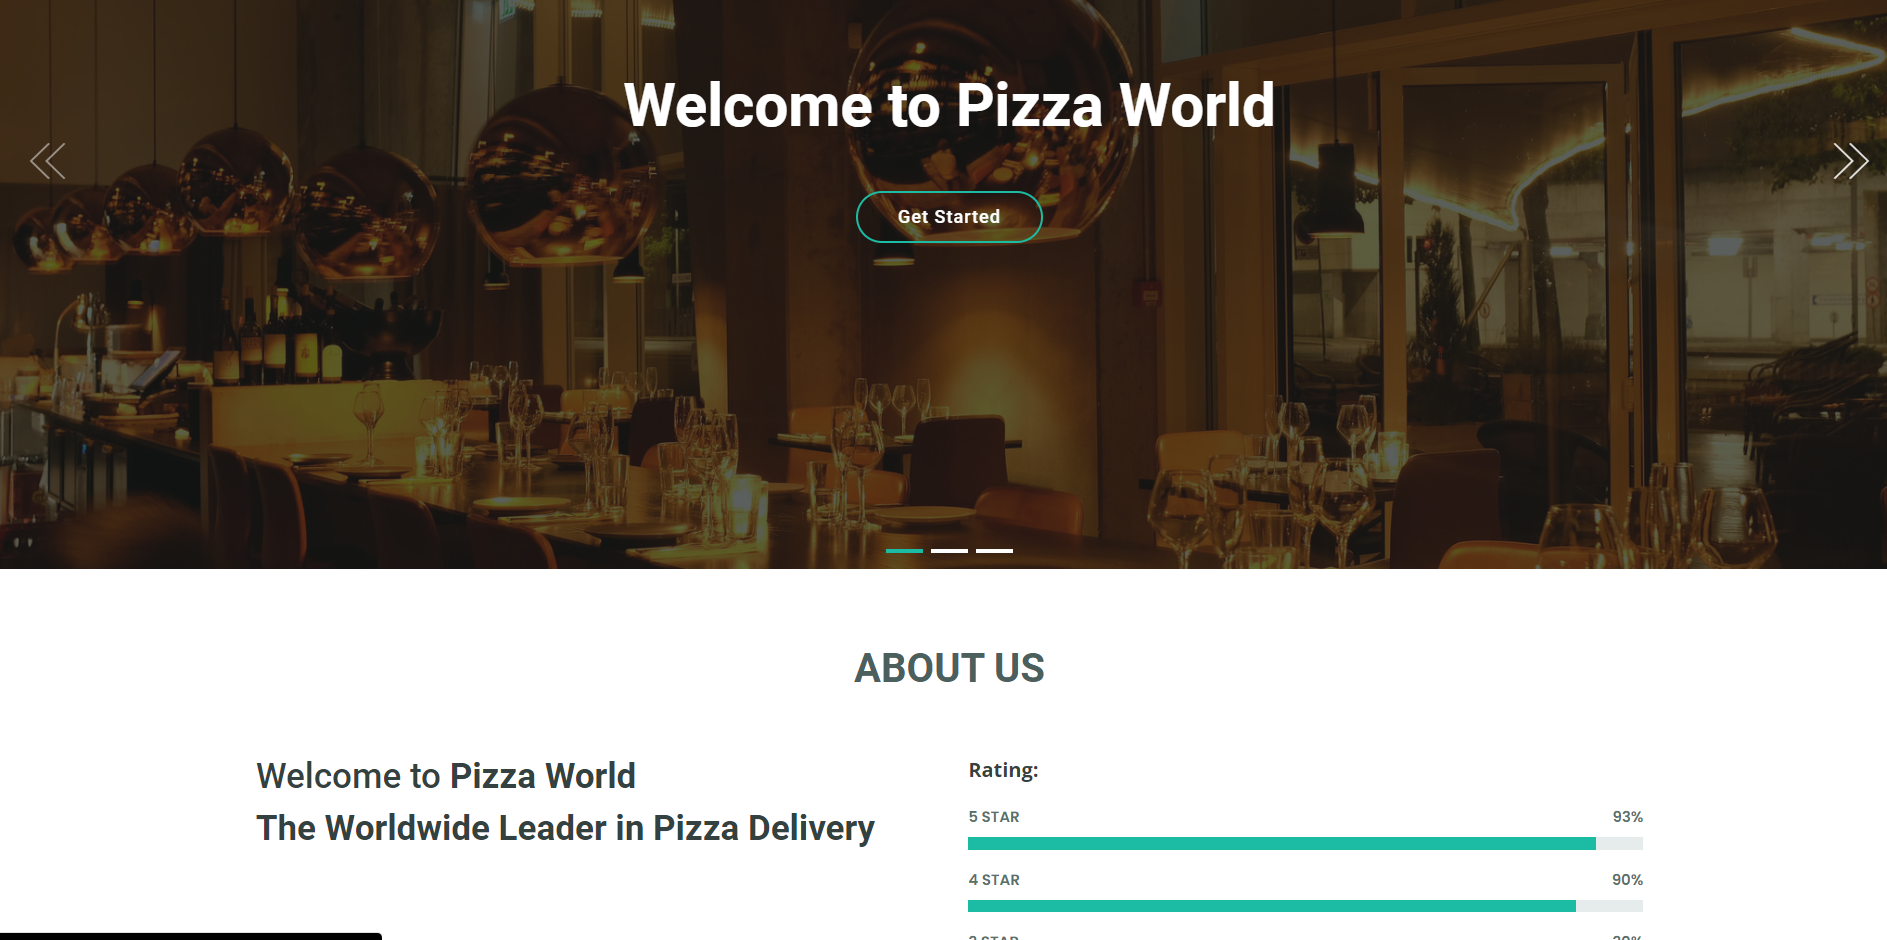 Welcome to Pizza World
Get Started
ABOUT US
Welcome to Pizza World
The Worldwide Leader in Pizza Delivery
Rating:
5 STAR 93%
4 STAR 90%